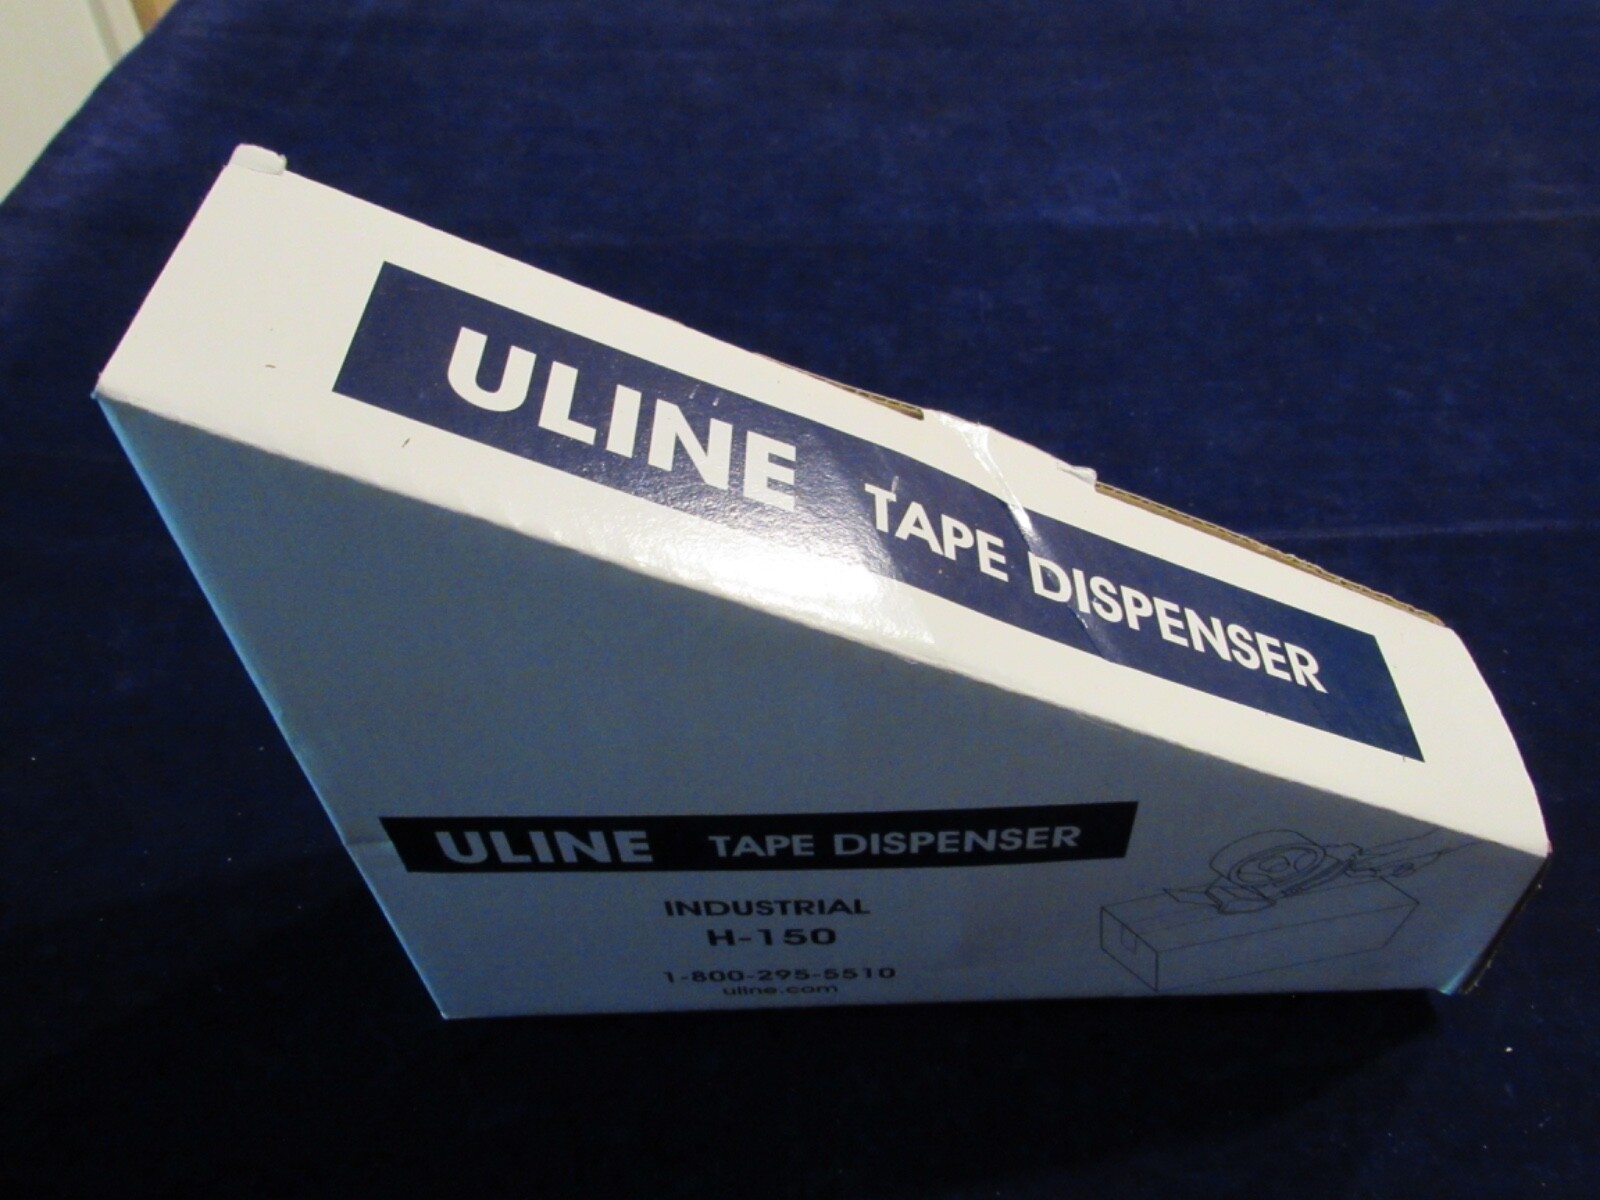 ULINE TAPE DISPENSER
ULINE TAPE DISPENSER
INDUSTRIAL
H-150
1-800-295-5510
uline.com